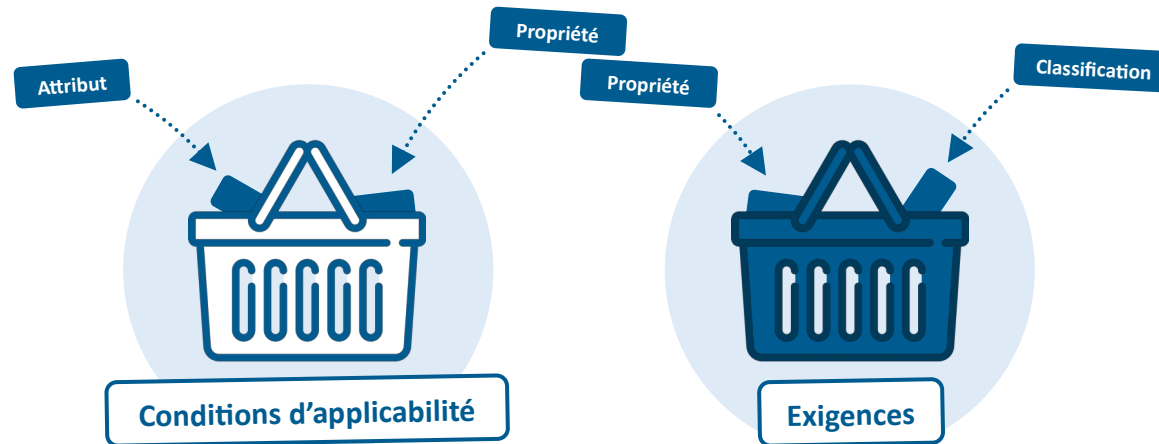 Propriété
Attribut
Propriété
Classification
Conditions d'applicabilité
Exigences